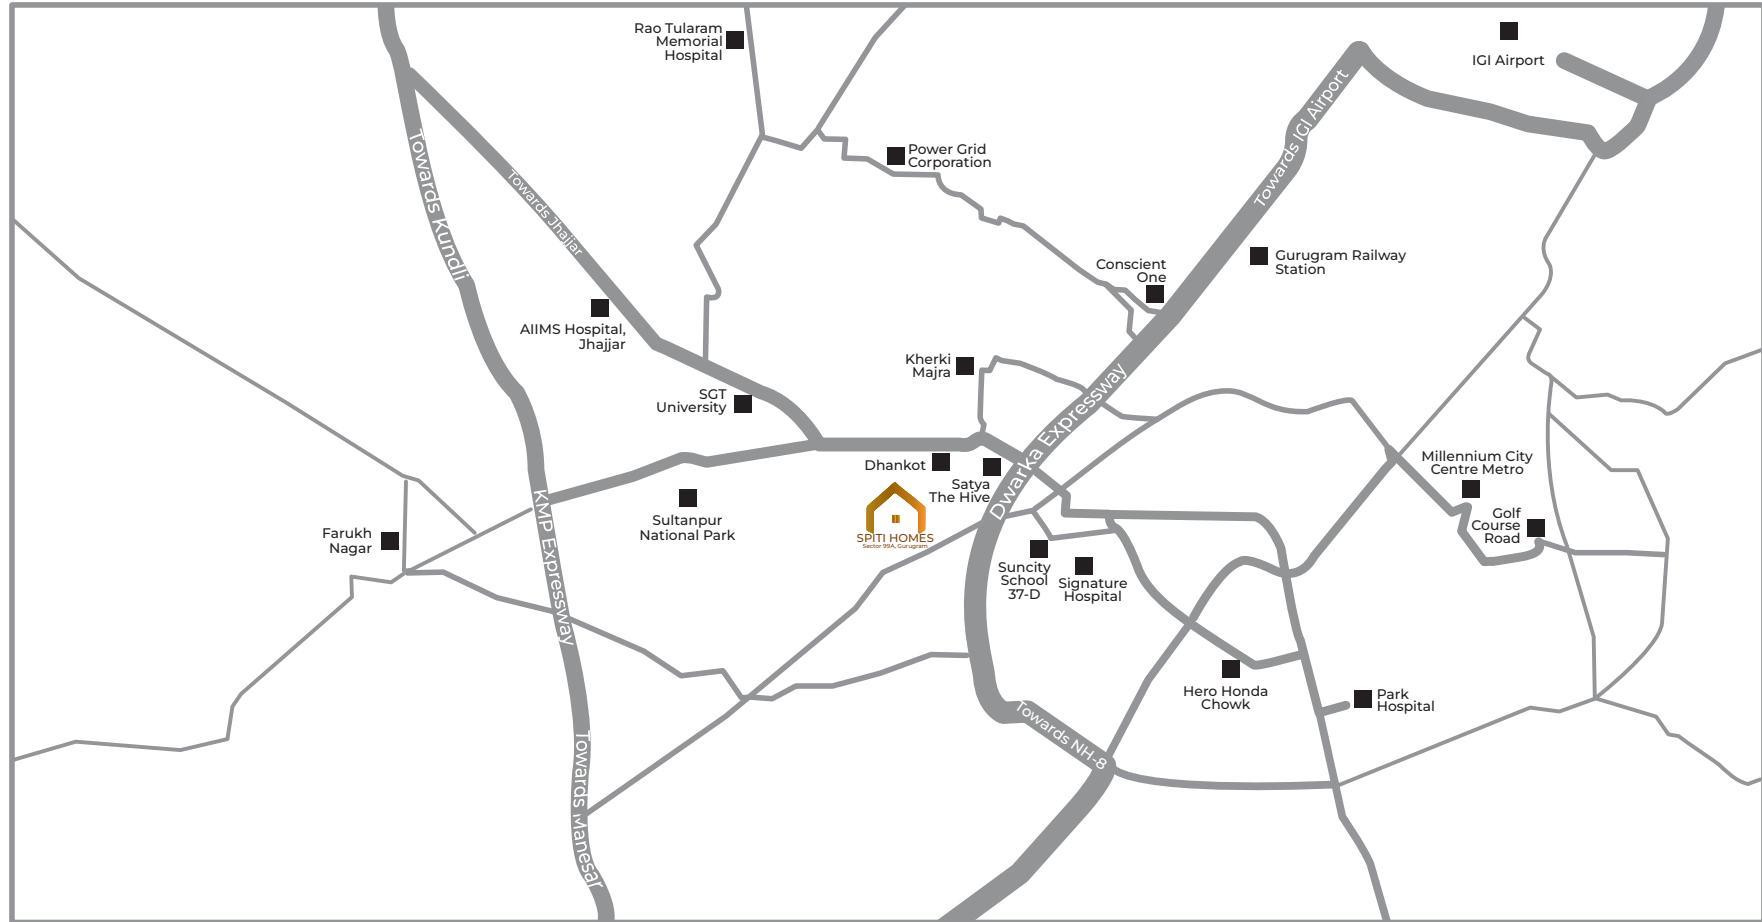 Rao Tularam
Memorial
Hospital
IGI Airport
Towards IGI Airport
Power Grid
Corporation
Towards Kundli
Towards Jhajjar
Gurugram Railway
Station
Conscient
One
AIIMS Hospital,
Jhajjar
Kherki
Majra
SGT
University
Dwarka Expressway
Dhankot
Satya
The Hive
Millennium City
Centre Metro
Golf
Course
Road
KMP Expressway
Sultanpur
National Park
SPITI HOMES
Sector 99A, Gurugram
Farukh
Nagar
Suncity
School
37-D
Signature
Hospital
Hero Honda
Chowk
Park
Hospital
Towards NH-8
Towards Manesar